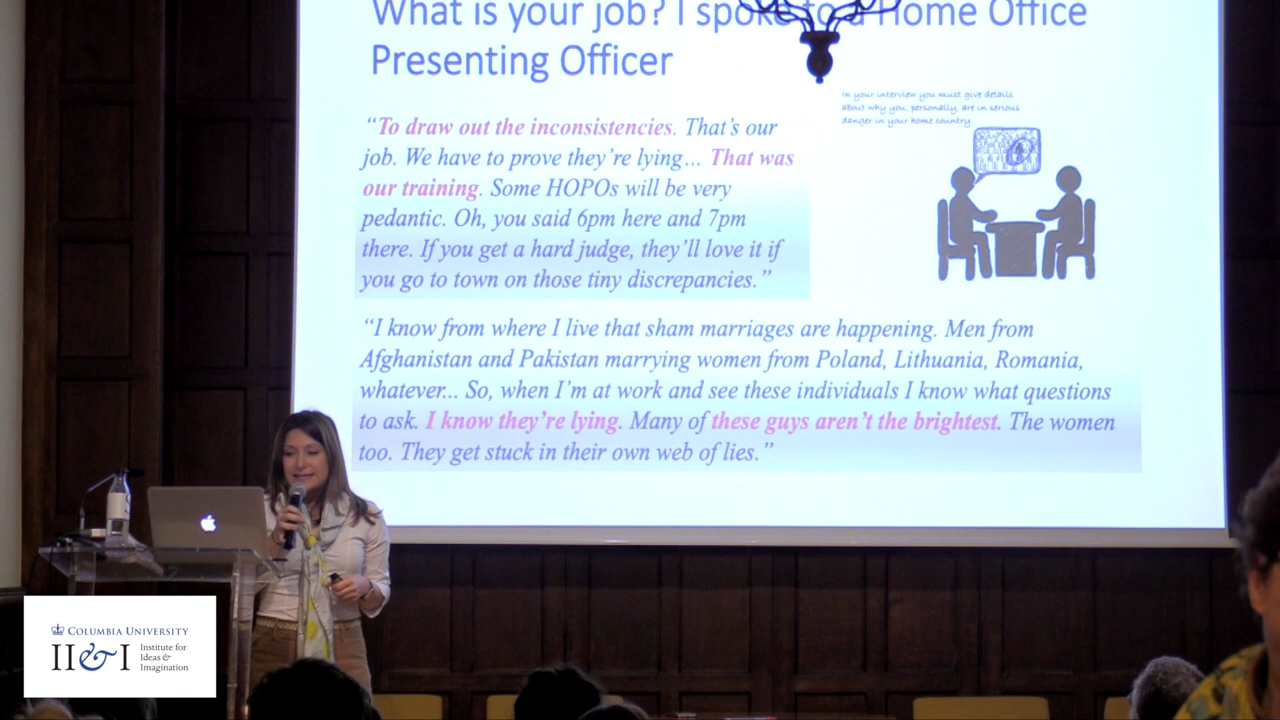 What is your job? I spoke to a Home Office
Presenting Officer
In your interview you must give details
about why you, personally, are in serious
danger in your home country
“To draw out the inconsistencies. That’s our
job. We have to prove they’re lying… That was
our training. Some HOPOs will be very
pedantic. Oh, you said 6pm here and 7pm
there. If you get a hard judge, they’ll love it if
you go to town on those tiny discrepancies.”
“I know from where I live that sham marriages are happening. Men from
Afghanistan and Pakistan marrying women from Poland, Lithuania, Romania,
whatever... So, when I’m at work and see these individuals I know what questions
to ask. I know they’re lying. Many of these guys aren’t the brightest. The women
too. They get stuck in their own web of lies.”
COLUMBIA UNIVERSITY
II&I
Institute for
Ideas &
Imagination